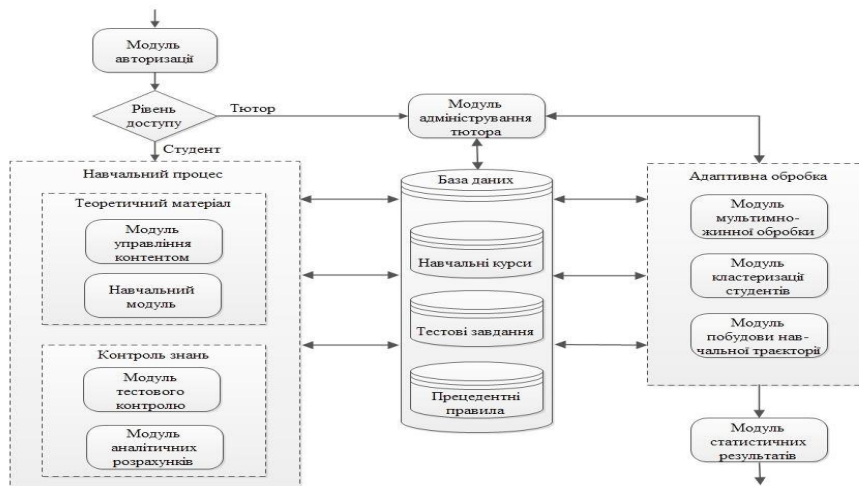 Модуль
авторизації
Рівень
доступу
Тютор
Студент
Модуль
адміністрування
тютора
Навчальний процес
Теоретичний матеріал
Модуль
управління
контентом
Навчальний
модуль
Контроль знань
Модуль
тестового
контролю
Модуль
аналітичних
розрахунків
База даних
Навчальні курси
Тестові завдання
Прецедентні
правила
Адаптивна обробка
Модуль
мультимно-
жинної обробки
Модуль
кластеризації
студентів
Модуль
побудови нав-
чальної траєкторії
Модуль
статистичних
результатів